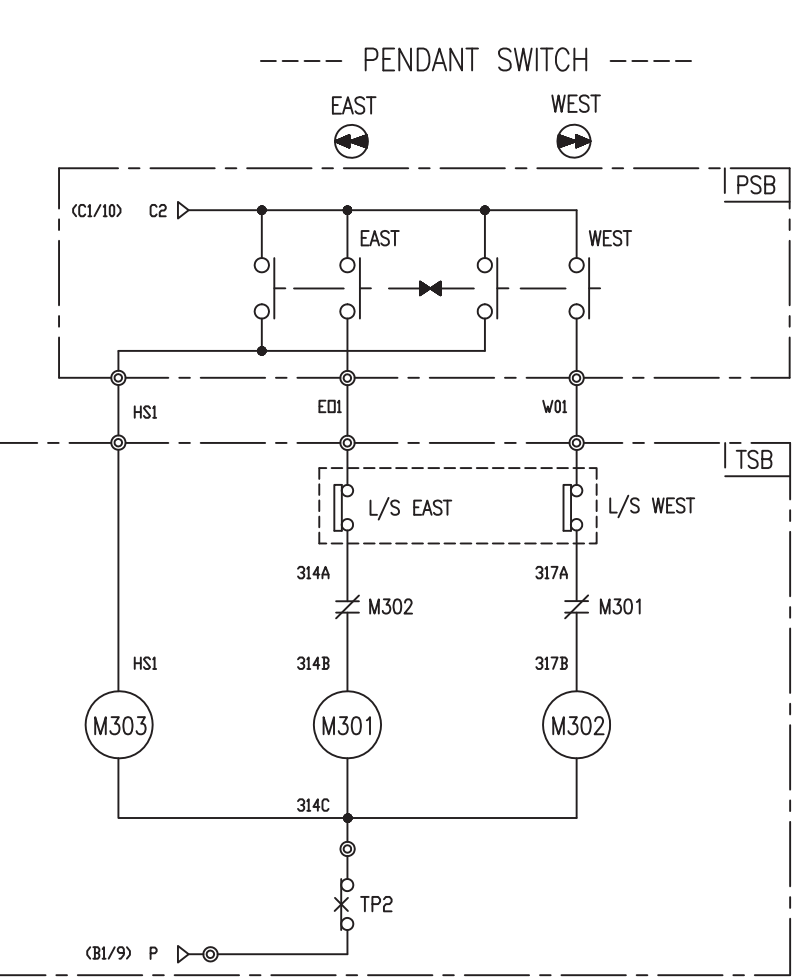 PENDANT SWITCH
EAST WEST
PSB
(C1/10) C2
EAST WEST
HS1 E01 W01
TSB
L/S EAST L/S WEST
314A 317A
M302 M301
HS1 314B 317B
M303 M301 M302
314C
TP2
(B1/9) P